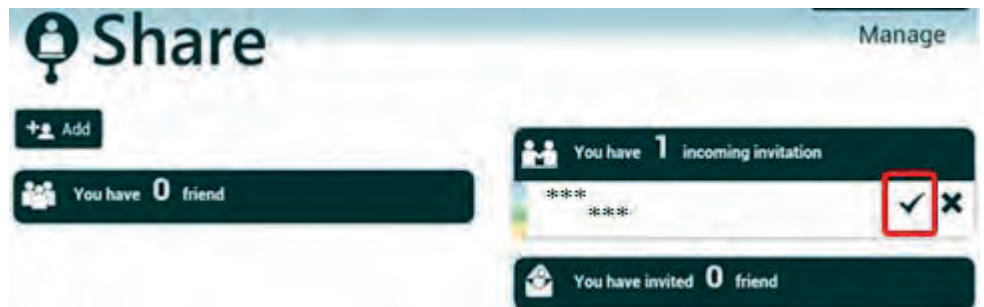 Share
Manage
Add
You have 0 friend
You have 1 incoming invitation
***
***
You have invited 0 friend